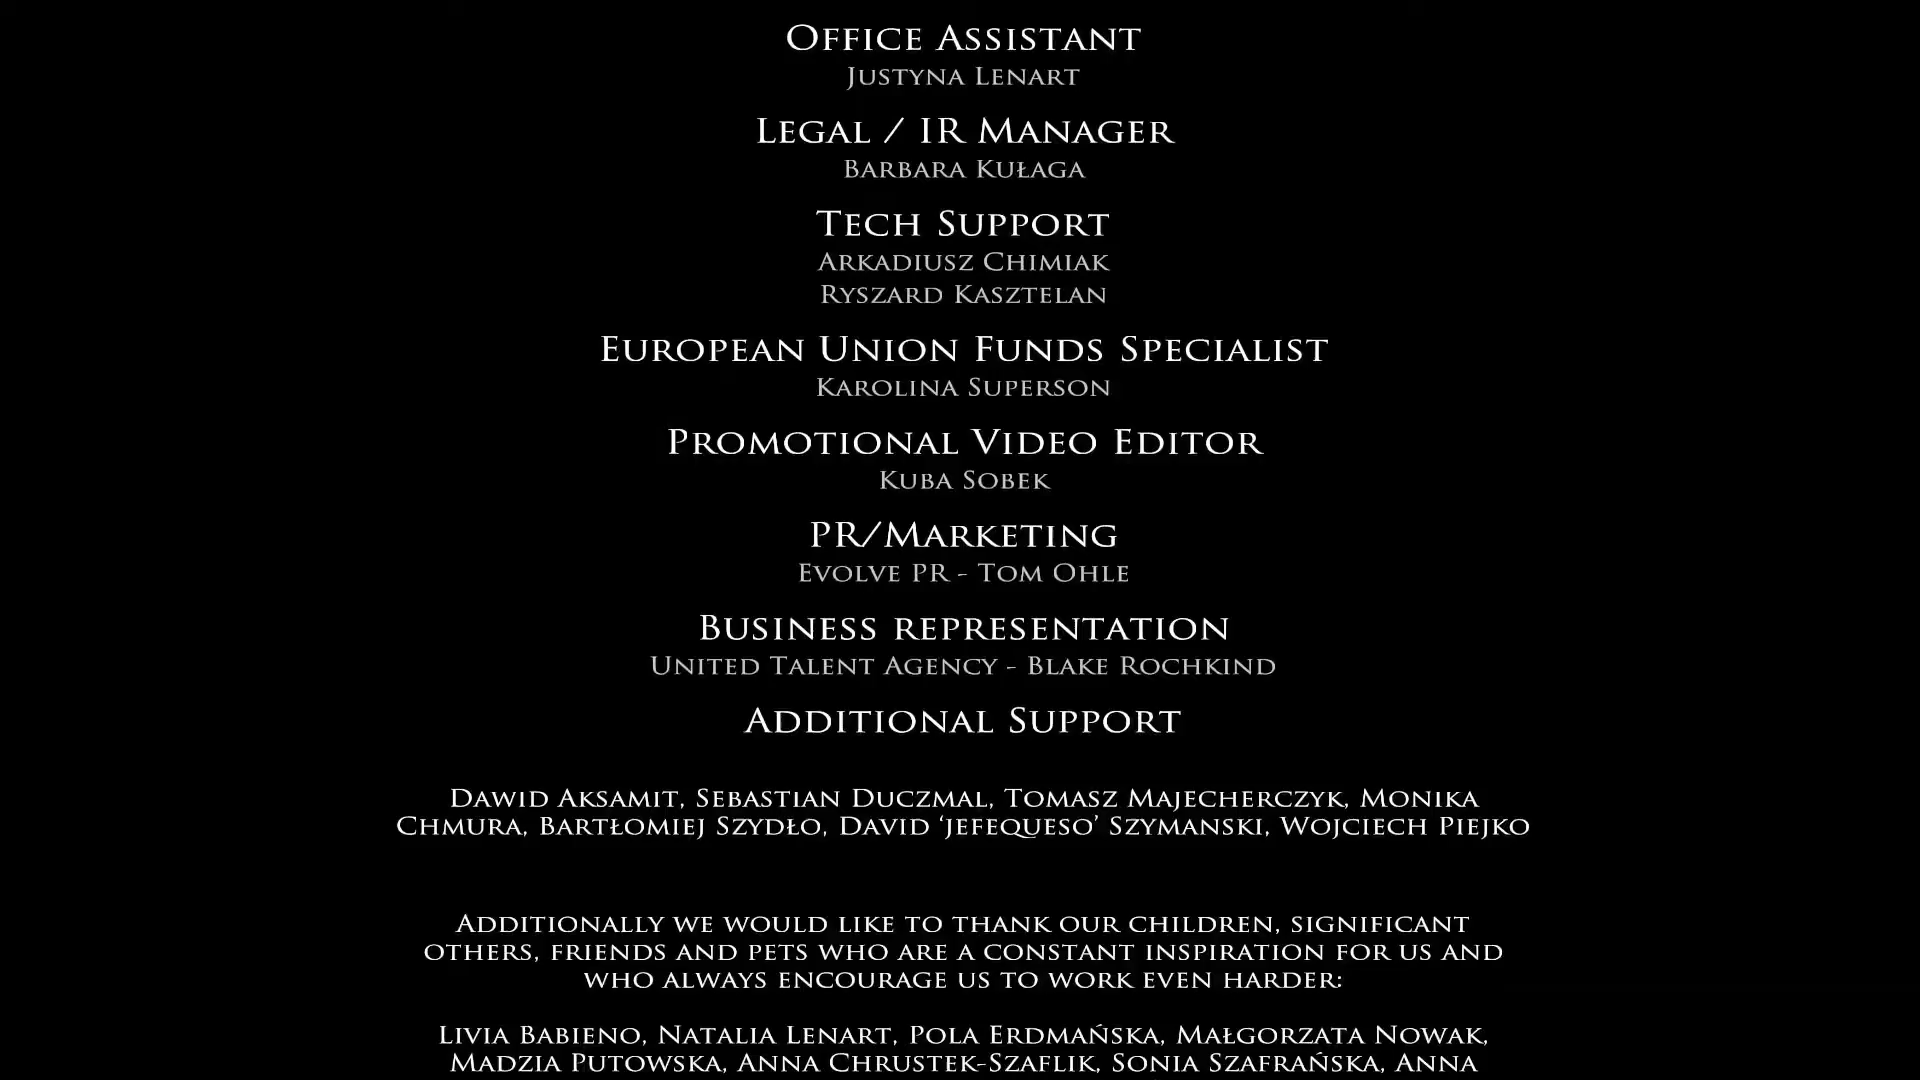 Office Assistant
Justyna Lenart
Legal / IR Manager
Barbara Kułaga
Tech Support
Arkadiusz Chimiak
Ryszard Kasztelan
European Union Funds Specialist
Karolina Superson
Promotional Video Editor
Kuba Sobek
PR/Marketing
Evolve PR - Tom Ohle
Business representation
United Talent Agency - Blake Rochkind
Additional Support
Dawid Aksamit, Sebastian Duczmal, Tomasz Majecherczyk, Monika
Chmura, Bartłomiej Szydło, David ‘jefequeso’ Szymanski, Wojciech Piejko
Additionally we would like to thank our children, significant
others, friends and pets who are a constant inspiration for us and
who always encourage us to work even harder:
Livia Babieno, Natalia Lenart, Pola Erdmańska, Małgorzata Nowak,
Madzia Putowska, Anna Chrustek-Szaflik, Sonia Szafrańska, Anna